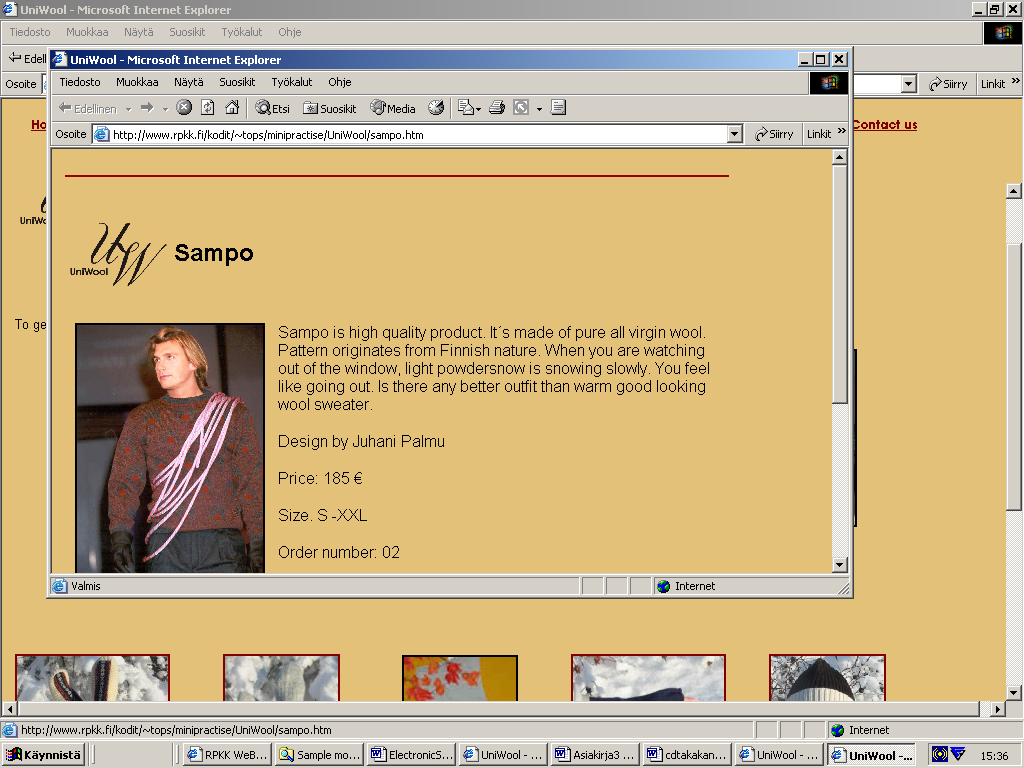 UniWool - Microsoft Internet Explorer
Tiedosto Muokkaa Näytä Suosikit Työkalut Ohje
Osoite Siirry Linkit »
Contact us
UniWool - Microsoft Internet Explorer
Tiedosto Muokkaa Näytä Suosikit Työkalut Ohje
Edellinen Etsi Suosikit Media
Osoite http://www.rpkk.fi/kodit/~tops/minipractise/UniWool/sampo.htm Siirry Linkit »
UW
UniWool
Sampo
To ge
Sampo is high quality product. It´s made of pure all virgin wool.
Pattern originates from Finnish nature. When you are watching
out of the window, light powdersnow is snowing slowly. You feel
like going out. Is there any better outfit than warm good looking
wool sweater.
Design by Juhani Palmu
Price: 185 €
Size. S -XXL
Order number: 02
Valmis Internet
http://www.rpkk.fi/kodit/~tops/minipractise/UniWool/sampo.htm Internet
Käynnistä RPKK WeB... Sample mo... ElectronicS... UniWool - ... Asiakirja3 ... cdtakakan... UniWool - ... UniWool -... 15:36